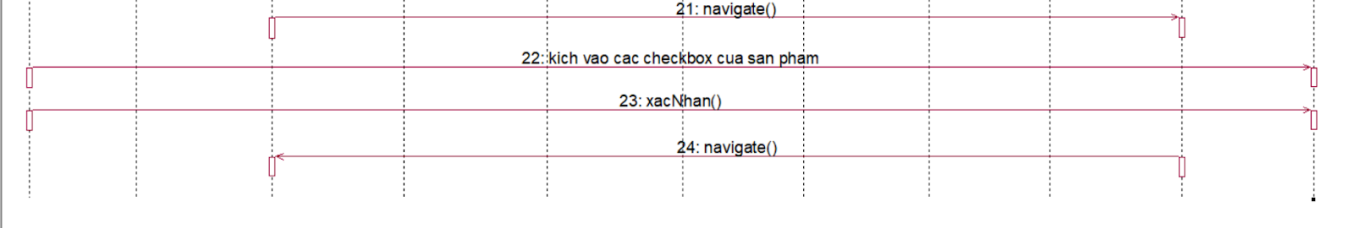 21: navigate()
22: kich vao cac checkbox cua san pham
23: xacNhan()
24: navigate()